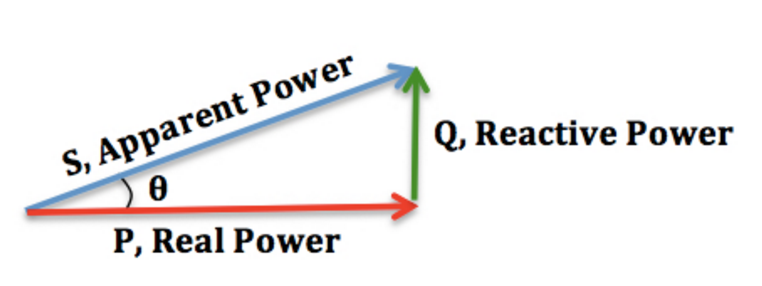 S, Apparent Power
Q, Reactive Power
θ
P, Real Power